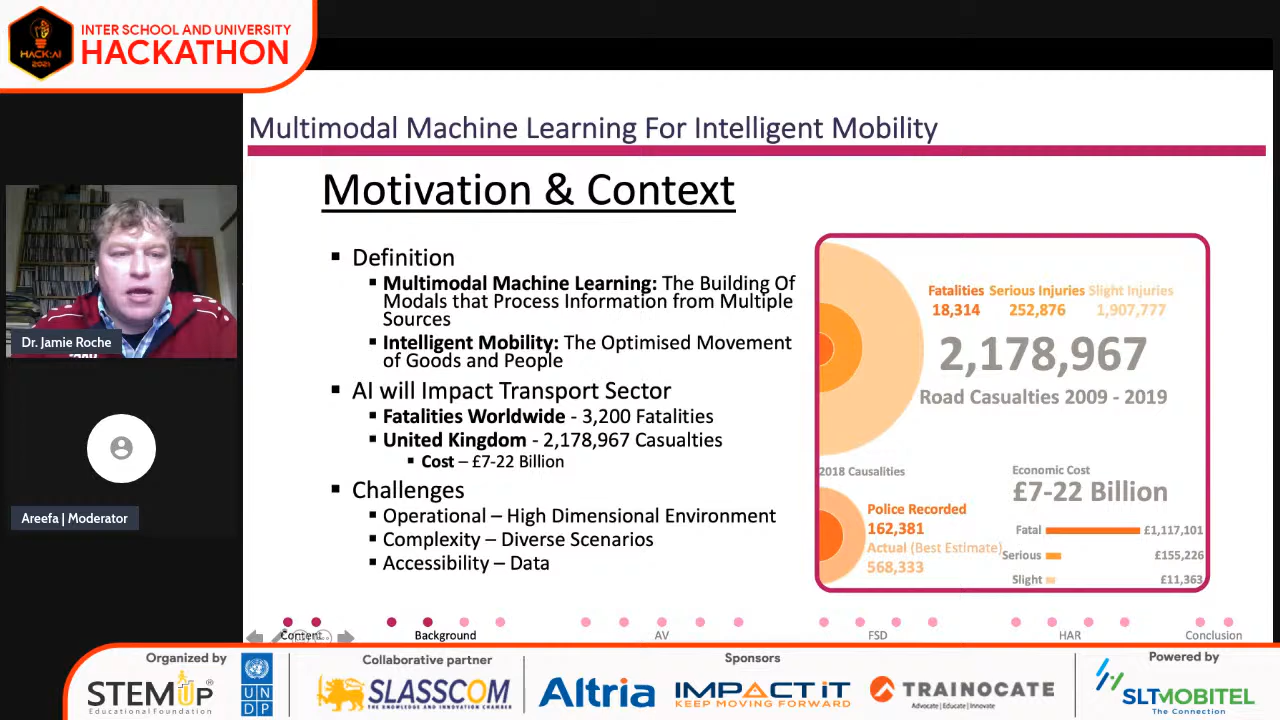 INTER SCHOOL AND UNIVERSITY
HACKATHON
HACK:AI
2021
Multimodal Machine Learning For Intelligent Mobility
Motivation & Context
▪ Definition
▪ Multimodal Machine Learning: The Building Of
Modals that Process Information from Multiple
Sources
▪ Intelligent Mobility: The Optimised Movement
of Goods and People
▪ AI will Impact Transport Sector
▪ Fatalities Worldwide - 3,200 Fatalities
▪ United Kingdom - 2,178,967 Casualties
▪ Cost – £7-22 Billion
▪ Challenges
▪ Operational – High Dimensional Environment
▪ Complexity – Diverse Scenarios
▪ Accessibility – Data
Fatalities Serious Injuries Slight Injuries
18,314 252,876 1,907,777
2,178,967
Road Casualties 2009 - 2019
2018 Causalities
Police Recorded
162,381
Actual (Best Estimate)
568,333
Economic Cost
£7-22 Billion
Fatal £1,117,101
Serious £155,226
Slight £11,363
Dr. Jamie Roche
Areefa | Moderator
Content Background AV FSD HAR Conclusion
Organized by
STEMUP®
Educational Foundation
UN
DP
Collaborative partner
SLASSCOM
THE KNOWLEDGE AND INNOVATION CHAMBER
Sponsors
Altria
IMPACT iT
KEEP MOVING FORWARD
TRAINOCATE
Advocate | Educate | Innovate
Powered by
SLTMOBITEL
The Connection